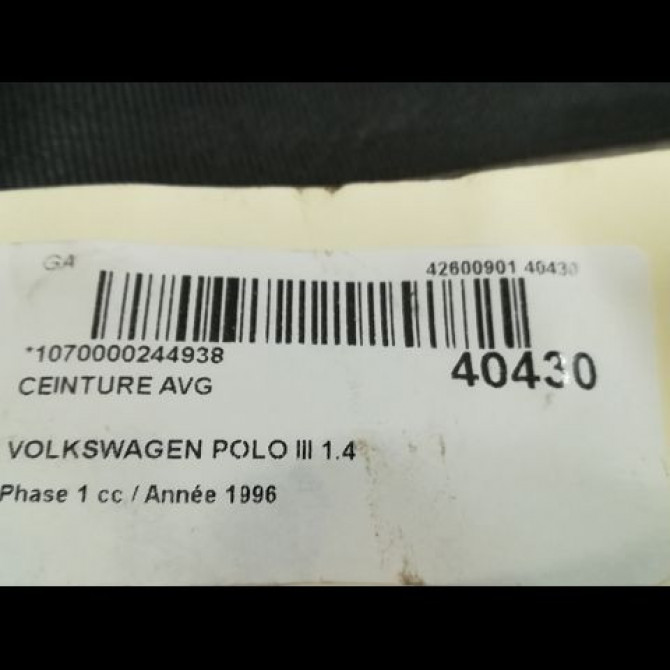 GA
42600901 40430
*1070000244938
40430
CEINTURE AVG
VOLKSWAGEN POLO III 1.4
Phase 1 cc / Année 1996